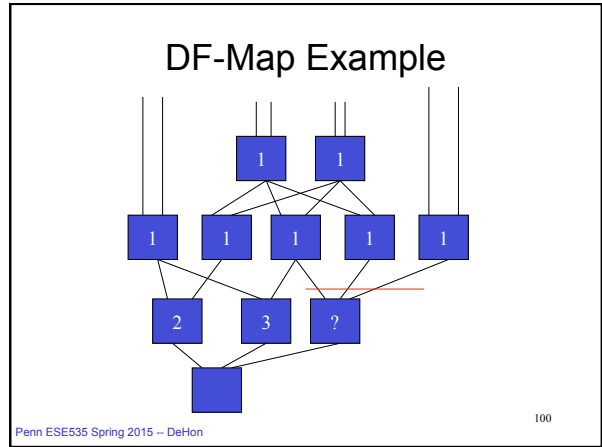 DF-Map Example
1 1
1 1 1 1 1
2 3 ?
100
Penn ESE535 Spring 2015 -- DeHon